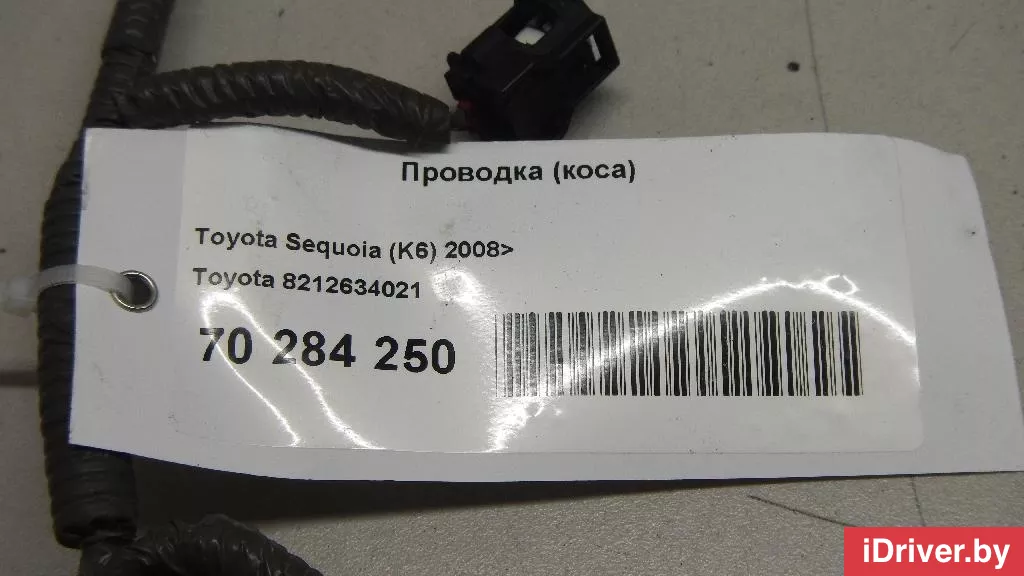 Проводка (коса)
Toyota Sequoia (K6) 2008>
Toyota 8212634021
70 284 250
iDriver.by